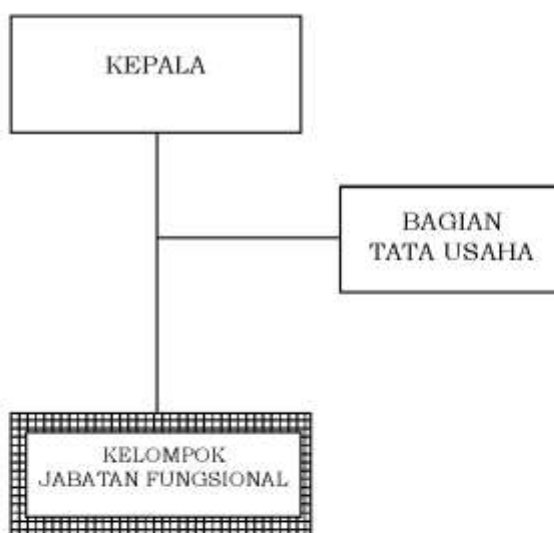 KEPALA
BAGIAN
TATA USAHA
KELOMPOK
JABATAN FUNGSIONAL